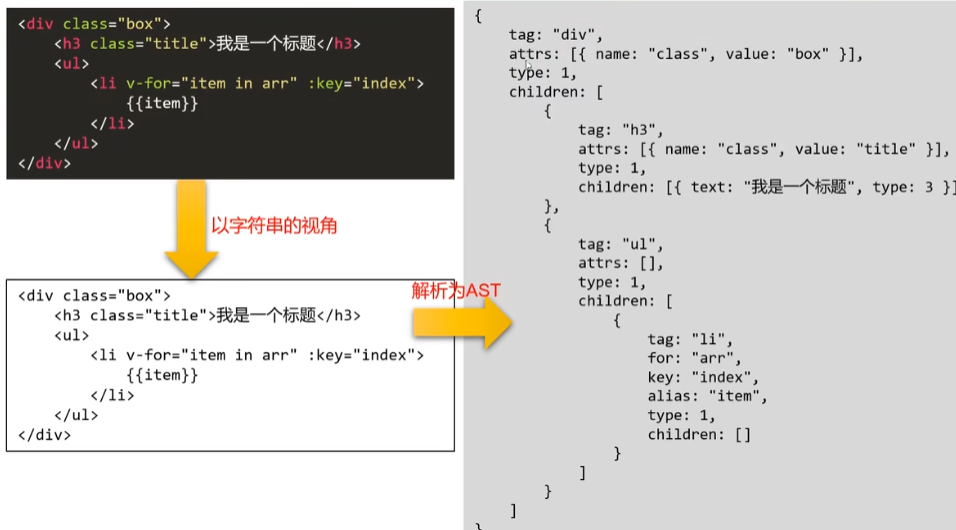 <div class="box">
    <h3 class="title">我是一个标题</h3>
    <ul>
        <li v-for="item in arr" :key="index">
            {{item}}
        </li>
    </ul>
</div>
以字符串的视角
<div class="box">
    <h3 class="title">我是一个标题</h3>
    <ul>
        <li v-for="item in arr" :key="index">
            {{item}}
        </li>
    </ul>
</div>
解析为AST
{
    tag: "div",
    attrs: [{ name: "class", value: "box" }],
    type: 1,
    children: [
        {
            tag: "h3",
            attrs: [{ name: "class", value: "title" }],
            type: 1,
            children: [{ text: "我是一个标题", type: 3 }]
        },
        {
            tag: "ul",
            attrs: [],
            type: 1,
            children: [
                {
                    tag: "li",
                    for: "arr",
                    key: "index",
                    alias: "item",
                    type: 1,
                    children: []
                }
            ]
        }
    ]
}